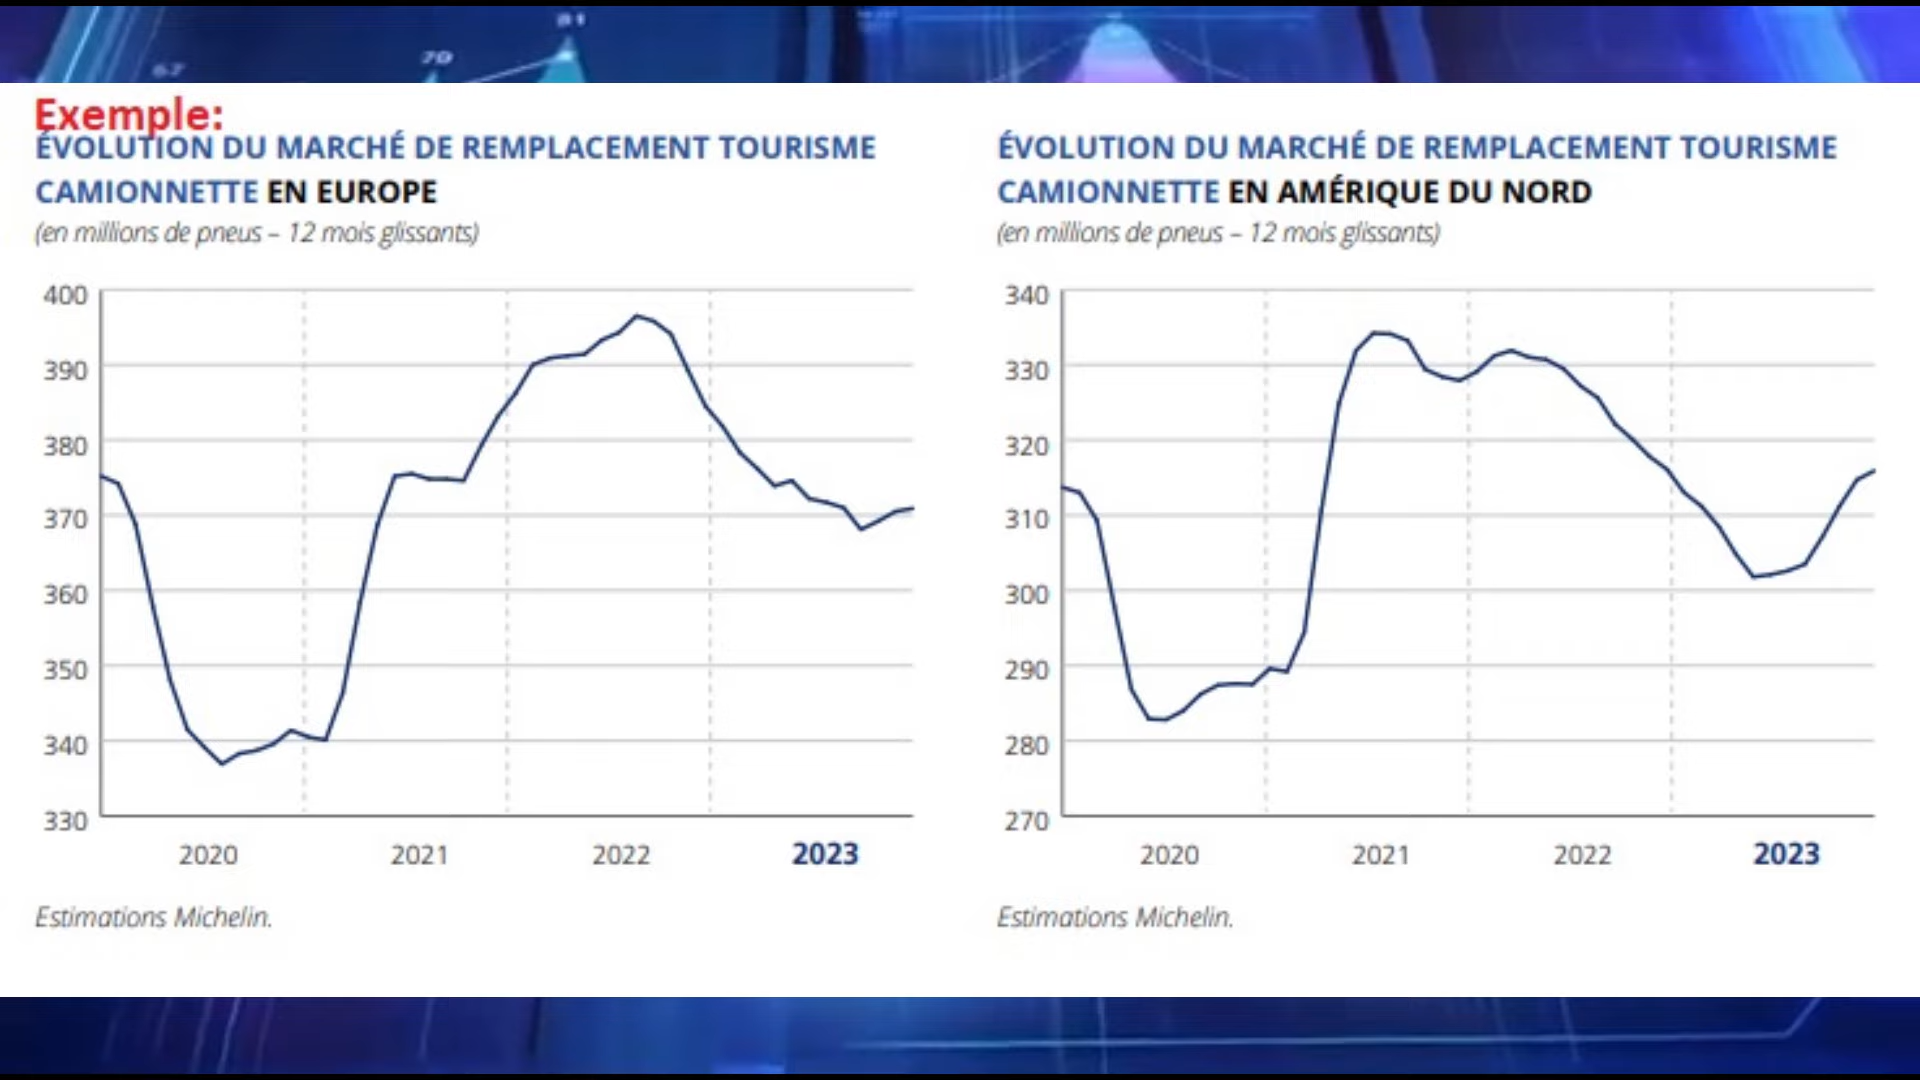 67
79
81
Exemple:
ÉVOLUTION DU MARCHÉ DE REMPLACEMENT TOURISME
CAMIONNETTE EN EUROPE
(en millions de pneus – 12 mois glissants)
400
390
380
370
360
350
340
330
2020 2021 2022 2023
Estimations Michelin.
ÉVOLUTION DU MARCHÉ DE REMPLACEMENT TOURISME
CAMIONNETTE EN AMÉRIQUE DU NORD
(en millions de pneus – 12 mois glissants)
340
330
320
310
300
290
280
270
2020 2021 2022 2023
Estimations Michelin.